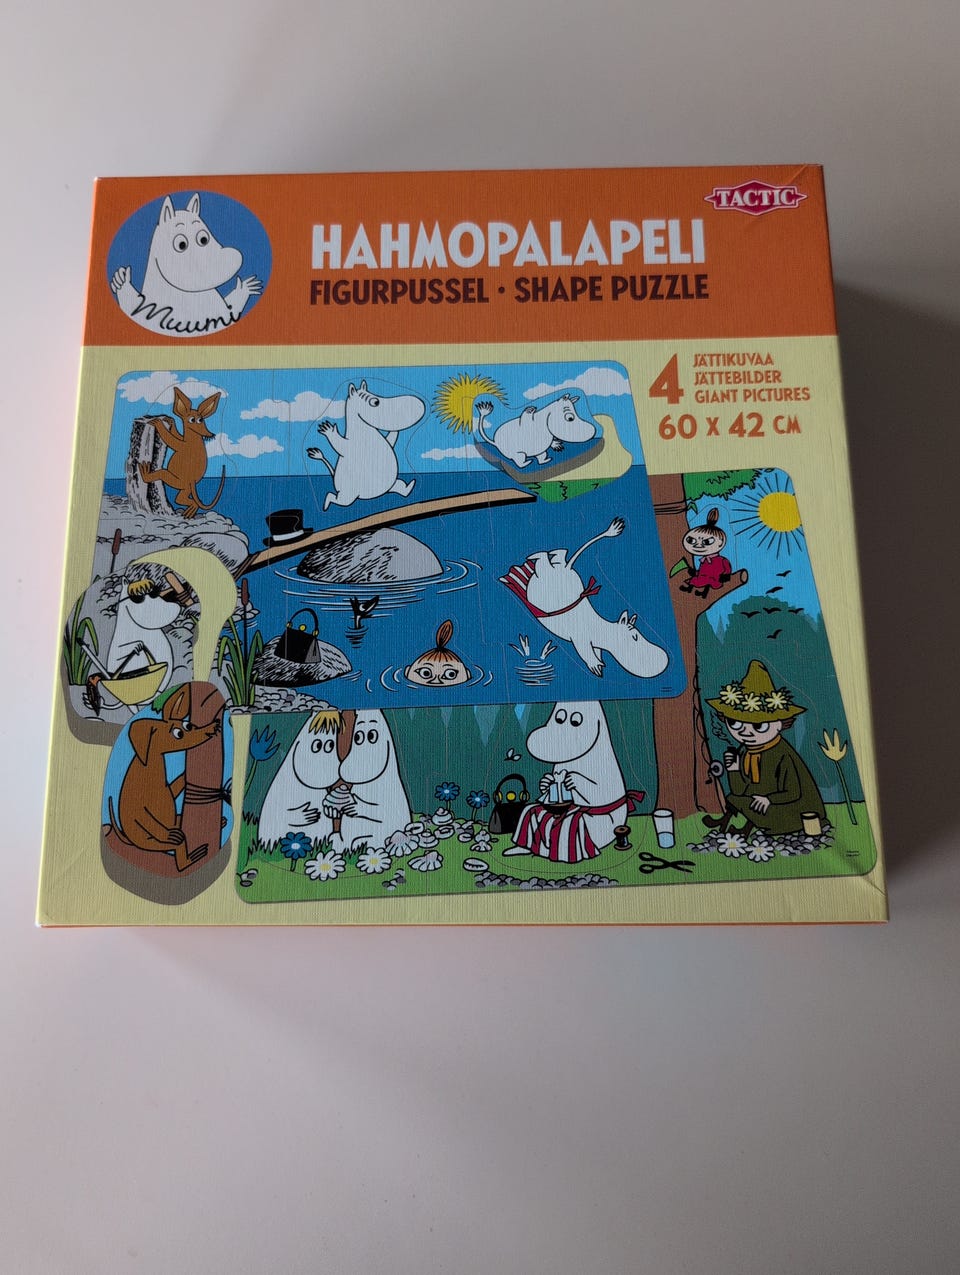 TACTIC
Muumi
HAHMOPALAPELI
FIGURPUSSEL • SHAPE PUZZLE
4 JÄTTIKUVAA
JÄTTEBILDER
GIANT PICTURES
60 x 42 CM